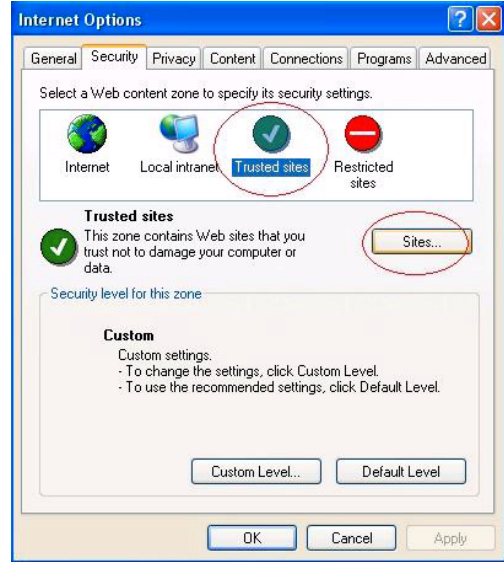 Internet Options
General Security Privacy Content Connections Programs Advanced
Select a Web content zone to specify its security settings.
Internet Local intranet Trusted sites Restricted sites
Trusted sites
This zone contains Web sites that you
trust not to damage your computer or
data.
Sites...
Security level for this zone
Custom
Custom settings.
- To change the settings, click Custom Level.
- To use the recommended settings, click Default Level.
Custom Level... Default Level
OK Cancel Apply